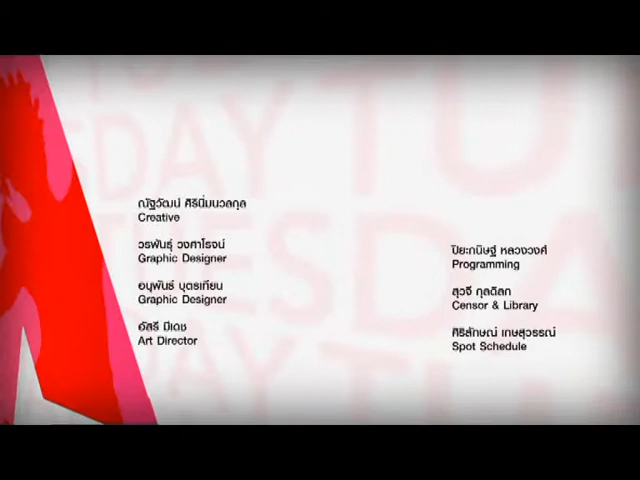 ณัฐวัฒน์ ศิรินิ่มนวลกุล
Creative
วรพันธุ์ วงศาโรจน์
Graphic Designer
อนุพันธ์ บุตรเทียน
Graphic Designer
อัสรี มีเดช
Art Director
ปิยะกนิษฐ์ หลวงวงศ์
Programming
สุวจี กุลดิลก
Censor & Library
ศิริลักษณ์ เกษสุวรรณ์
Spot Schedule